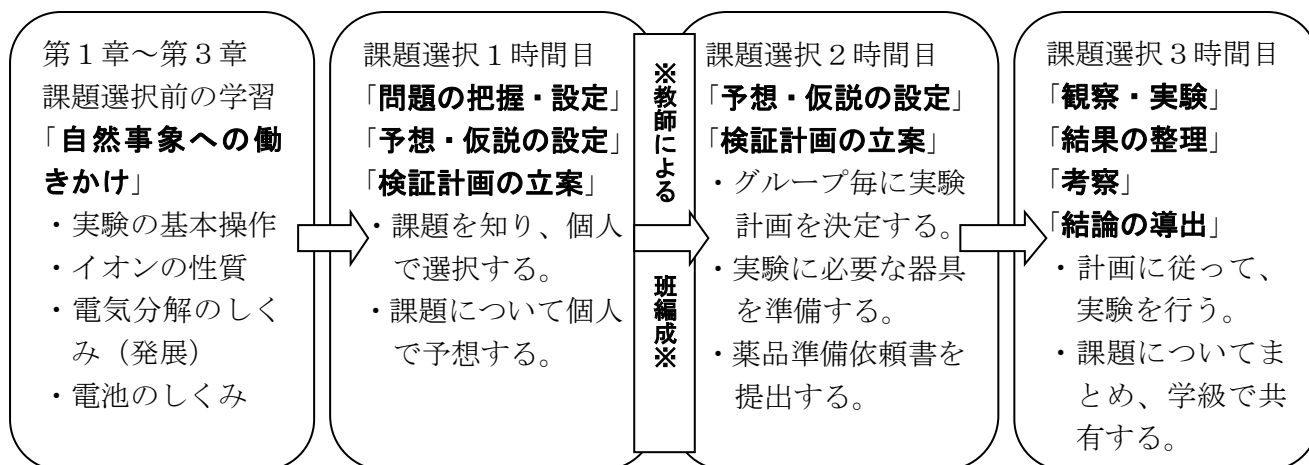 第1章~第3章
課題選択前の学習
「自然事象への働
きかけ」
・実験の基本操作
・イオンの性質
・電気分解のしく
み（発展）
・電池のしくみ
課題選択1時間目
「問題の把握・設定」
「予想・仮説の設定」
「検証計画の立案」
・課題を知り、個人
で選択する。
・課題について個人
で予想する。
※教師による
班編成※
課題選択2時間目
「予想・仮説の設定」
「検証計画の立案」
・グループ毎に実験
計画を決定する。
・実験に必要な器具
を準備する。
・薬品準備依頼書を
提出する。
課題選択3時間目
「観察・実験」
「結果の整理」
「考察」
「結論の導出」
・計画に従って、
実験を行う。
・課題についてま
とめ、学級で共
有する。